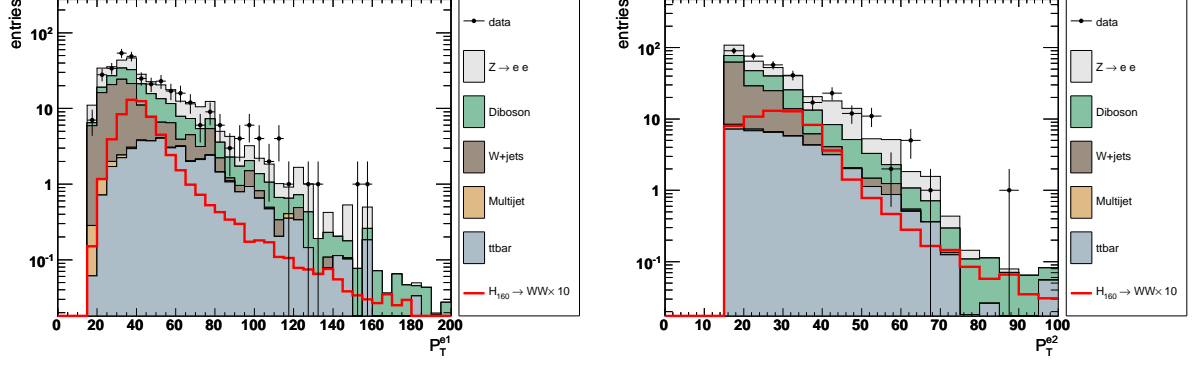 entries
10²
10
1
10⁻¹
0 20 40 60 80 100 120 140 160 180 200
P_T^e1
data
Z → e e
Diboson
W+jets
Multijet
ttbar
H₁₆₀ → WW× 10
entries
10²
10
1
10⁻¹
0 10 20 30 40 50 60 70 80 90 100
P_T^e2
data
Z → e e
Diboson
W+jets
Multijet
ttbar
H₁₆₀ → WW× 10